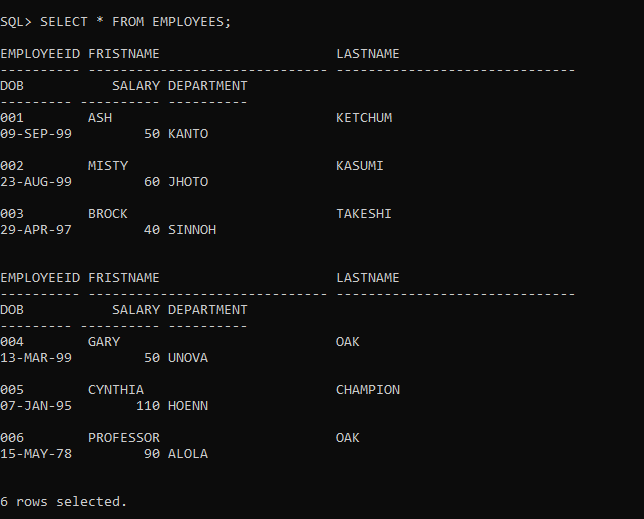 SQL> SELECT * FROM EMPLOYEES;
EMPLOYEEID FRISTNAME                      LASTNAME
---------- ------------------------------ ------------------------------
DOB           SALARY DEPARTMENT
--------- ---------- ----------
001        ASH                            KETCHUM
09-SEP-99         50 KANTO
002        MISTY                          KASUMI
23-AUG-99         60 JHOTO
003        BROCK                          TAKESHI
29-APR-97         40 SINNOH
EMPLOYEEID FRISTNAME                      LASTNAME
---------- ------------------------------ ------------------------------
DOB           SALARY DEPARTMENT
--------- ---------- ----------
004        GARY                           OAK
13-MAR-99         50 UNOVA
005        CYNTHIA                        CHAMPION
07-JAN-95        110 HOENN
006        PROFESSOR                      OAK
15-MAY-78         90 ALOLA
6 rows selected.